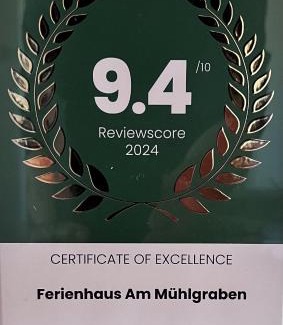 9.4 /10
Reviewscore
2024
CERTIFICATE OF EXCELLENCE
Ferienhaus Am Mühlgraben